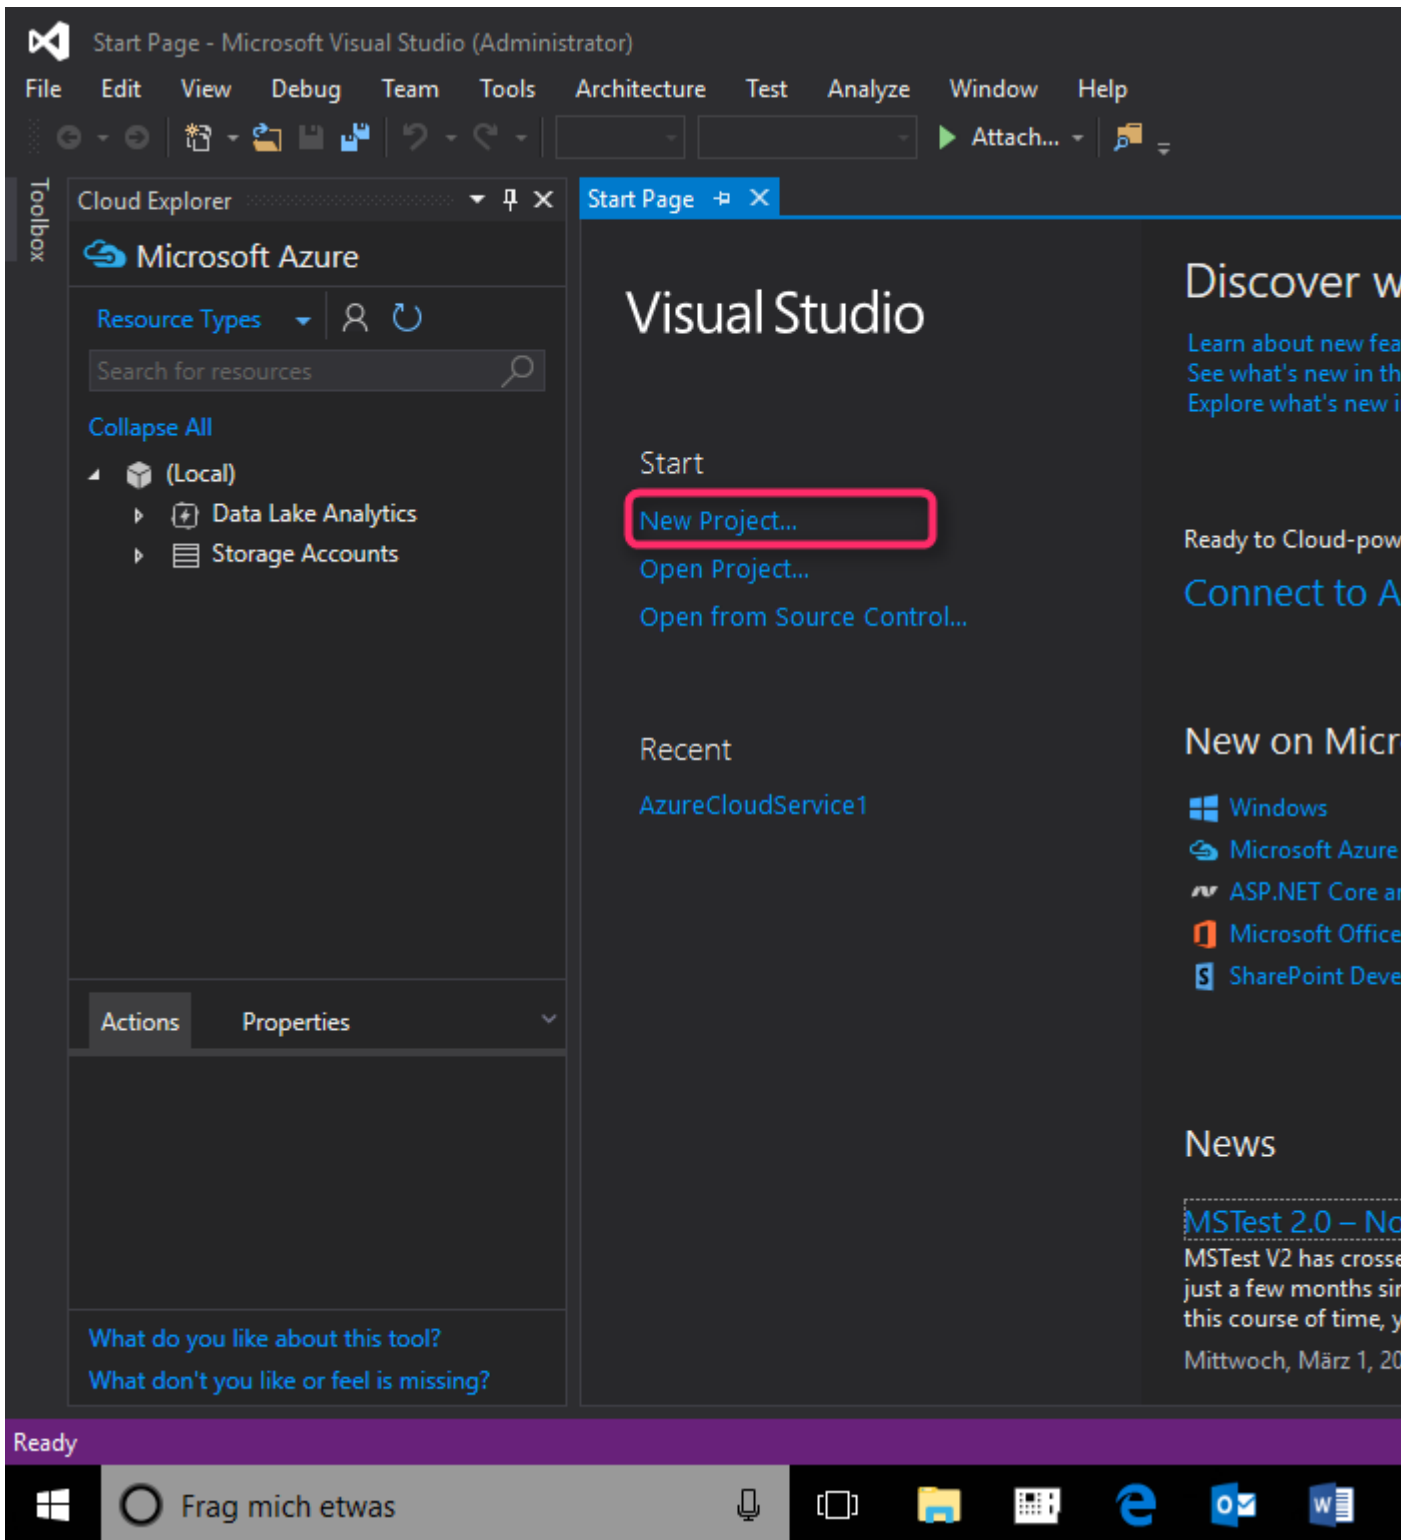 Start Page - Microsoft Visual Studio (Administrator)
File Edit View Debug Team Tools Architecture Test Analyze Window Help
Attach...
Toolbox
Cloud Explorer
Microsoft Azure
Resource Types
Search for resources
Collapse All
(Local)
Data Lake Analytics
Storage Accounts
Actions Properties
What do you like about this tool?
What don't you like or feel is missing?
Start Page
Visual Studio
Start
New Project...
Open Project...
Open from Source Control...
Recent
AzureCloudService1
Discover w
Learn about new fea
See what's new in th
Explore what's new i
Ready to Cloud-pow
Connect to A
New on Micr
Windows
Microsoft Azure
ASP.NET Core a
Microsoft Office
SharePoint Deve
News
MSTest 2.0 – No
MSTest V2 has crosse
just a few months sin
this course of time, y
Mittwoch, März 1, 20
Ready
Frag mich etwas